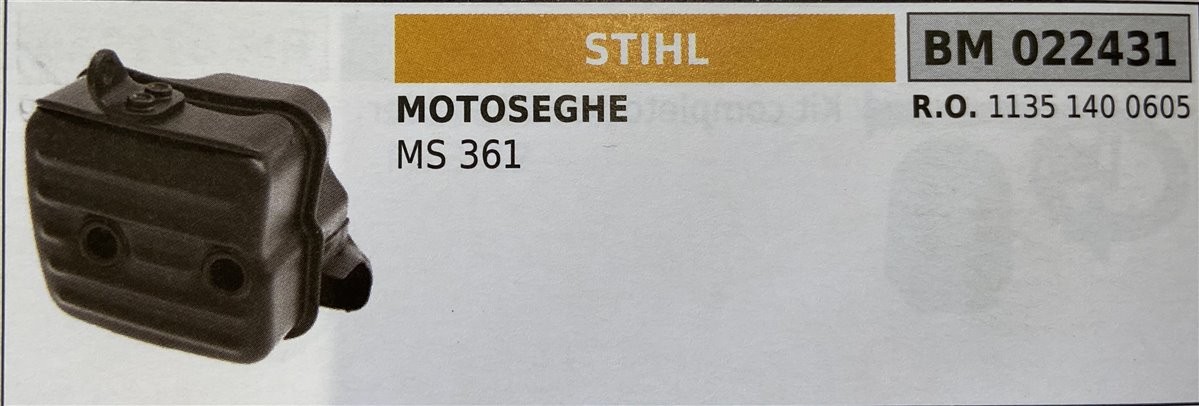 STIHL
BM 022431
MOTOSEGHE
R.O. 1135 140 0605
MS 361